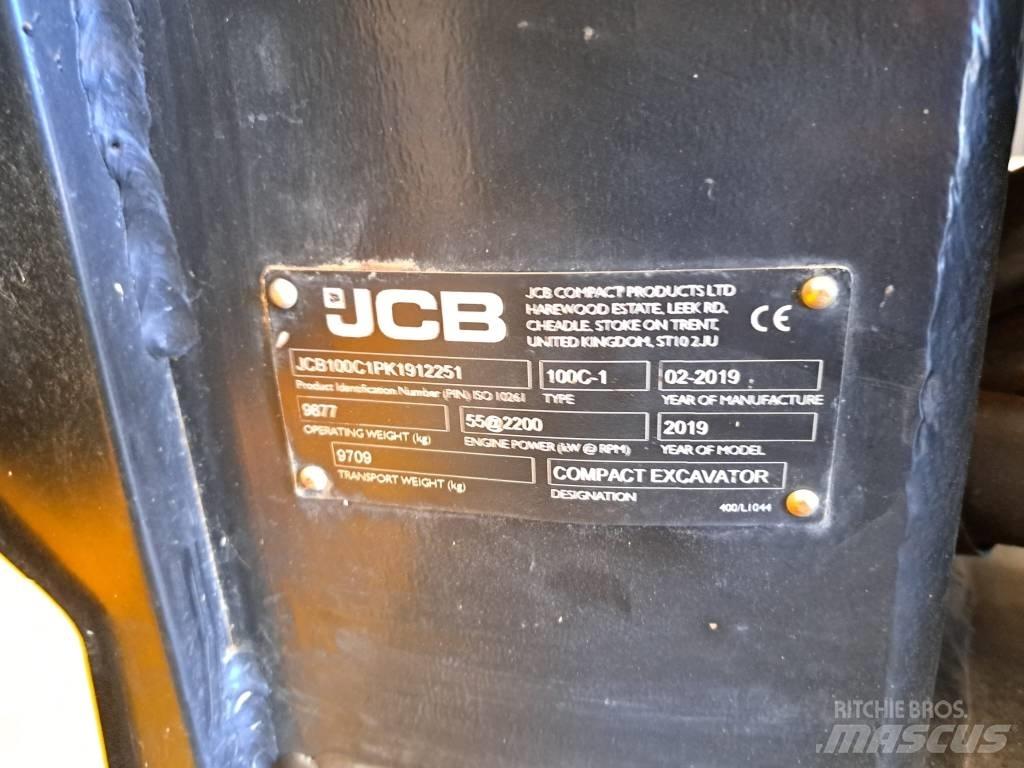 JCB
JCB COMPACT PRODUCTS LTD
HAREWOOD ESTATE, LEEK RD,
CHEADLE, STOKE ON TRENT,
UNITED KINGDOM, ST10 2JU
CE
JCB100C1PK1912251
Product Identification Number (PIN) ISO 10261
100C-1
TYPE
02-2019
YEAR OF MANUFACTURE
9877
OPERATING WEIGHT (kg)
55@2200
ENGINE POWER (kW @ RPM)
2019
YEAR OF MODEL
9709
TRANSPORT WEIGHT (kg)
COMPACT EXCAVATOR
DESIGNATION
400/L1044
RITCHIE BROS.
MASCUS